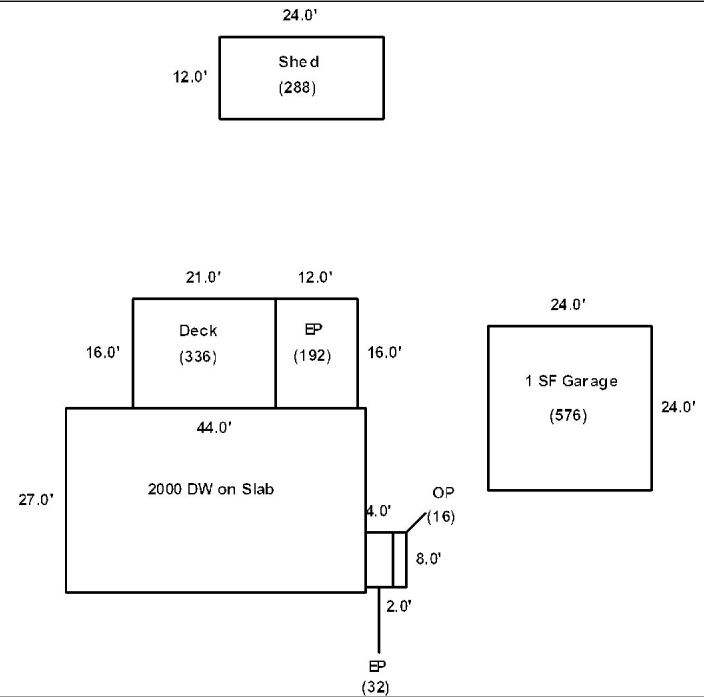 24.0'
12.0'
Shed
(288)
21.0'
12.0'
16.0'
Deck
(336)
EP
(192)
16.0'
24.0'
1 SF Garage
(576)
24.0'
44.0'
27.0'
2000 DW on Slab
4.0'
OP
(16)
8.0'
2.0'
EP
(32)